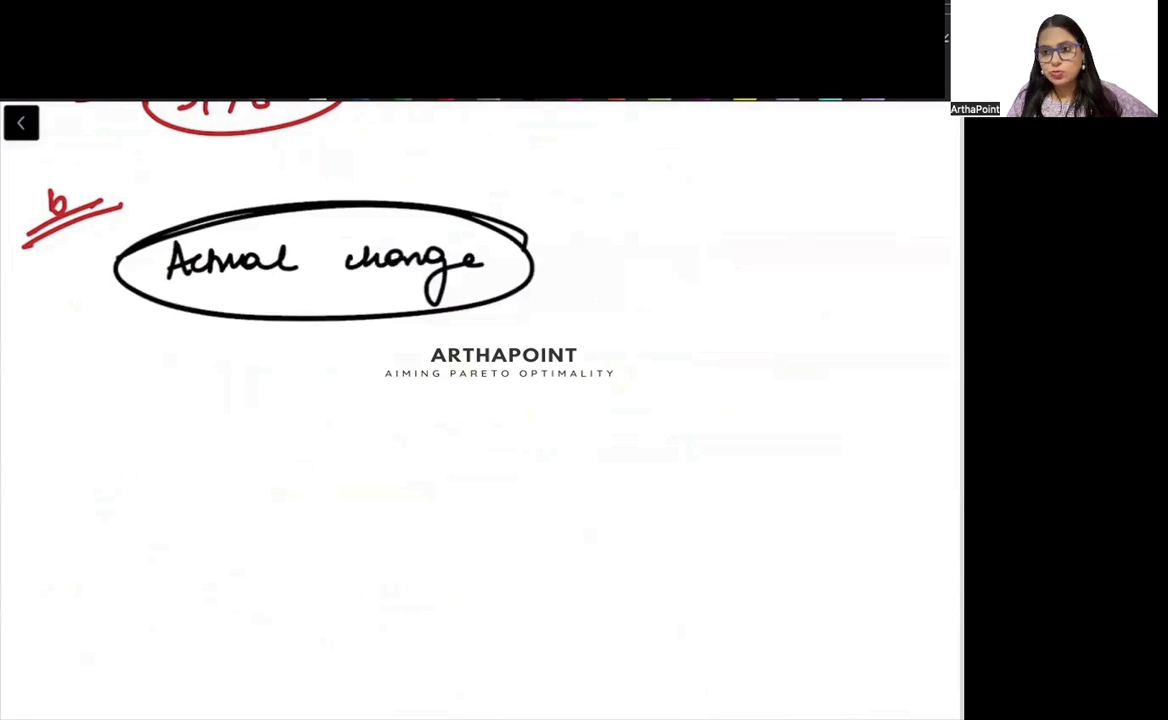 ArthaPoint
b
Actual change
ARTHAPOINT
AIMING PARETO OPTIMALITY